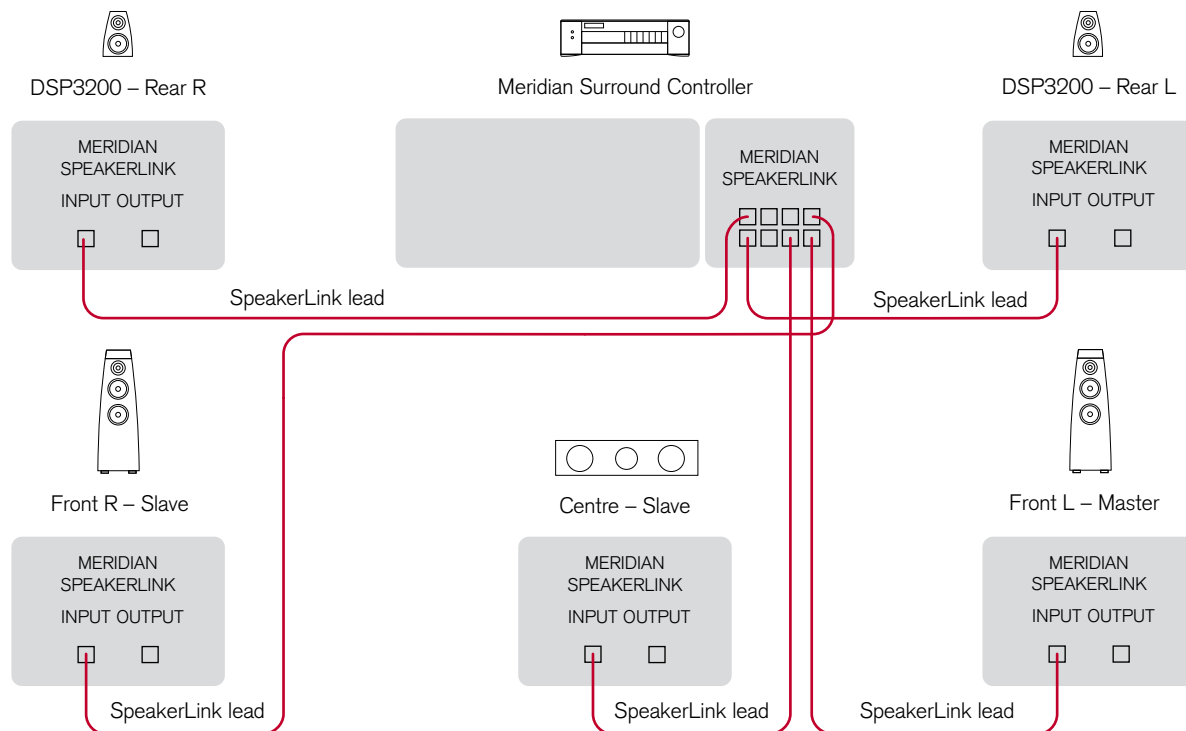 DSP3200 – Rear R
Meridian Surround Controller
DSP3200 – Rear L
MERIDIAN
SPEAKERLINK
INPUT OUTPUT
MERIDIAN
SPEAKERLINK
MERIDIAN
SPEAKERLINK
INPUT OUTPUT
SpeakerLink lead
SpeakerLink lead
Front R – Slave
Centre – Slave
Front L – Master
MERIDIAN
SPEAKERLINK
INPUT OUTPUT
MERIDIAN
SPEAKERLINK
INPUT OUTPUT
MERIDIAN
SPEAKERLINK
INPUT OUTPUT
SpeakerLink lead
SpeakerLink lead
SpeakerLink lead